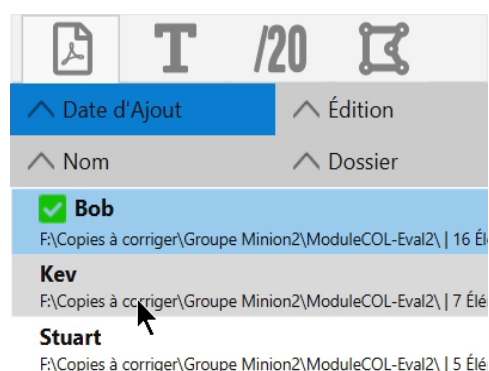 T /20
Date d'Ajout Édition
Nom Dossier
Bob
F:\Copies à corriger\Groupe Minion2\ModuleCOL-Eval2\ | 16 Él
Kev
F:\Copies à corriger\Groupe Minion2\ModuleCOL-Eval2\ | 7 Élé
Stuart
F:\Copies à corriger\Groupe Minion2\ModuleCOL-Eval2\ | 5 Élé